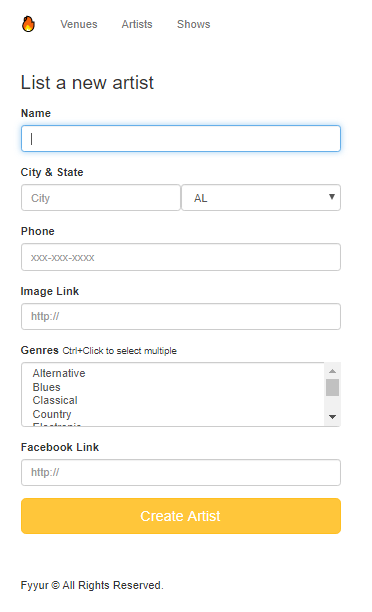 Venues Artists Shows
List a new artist
Name
City & State
City AL
Phone
xxx-xxx-xxxx
Image Link
http://
Genres Ctrl+Click to select multiple
Alternative
Blues
Classical
Country
Electronic
Facebook Link
http://
Create Artist
Fyyur © All Rights Reserved.